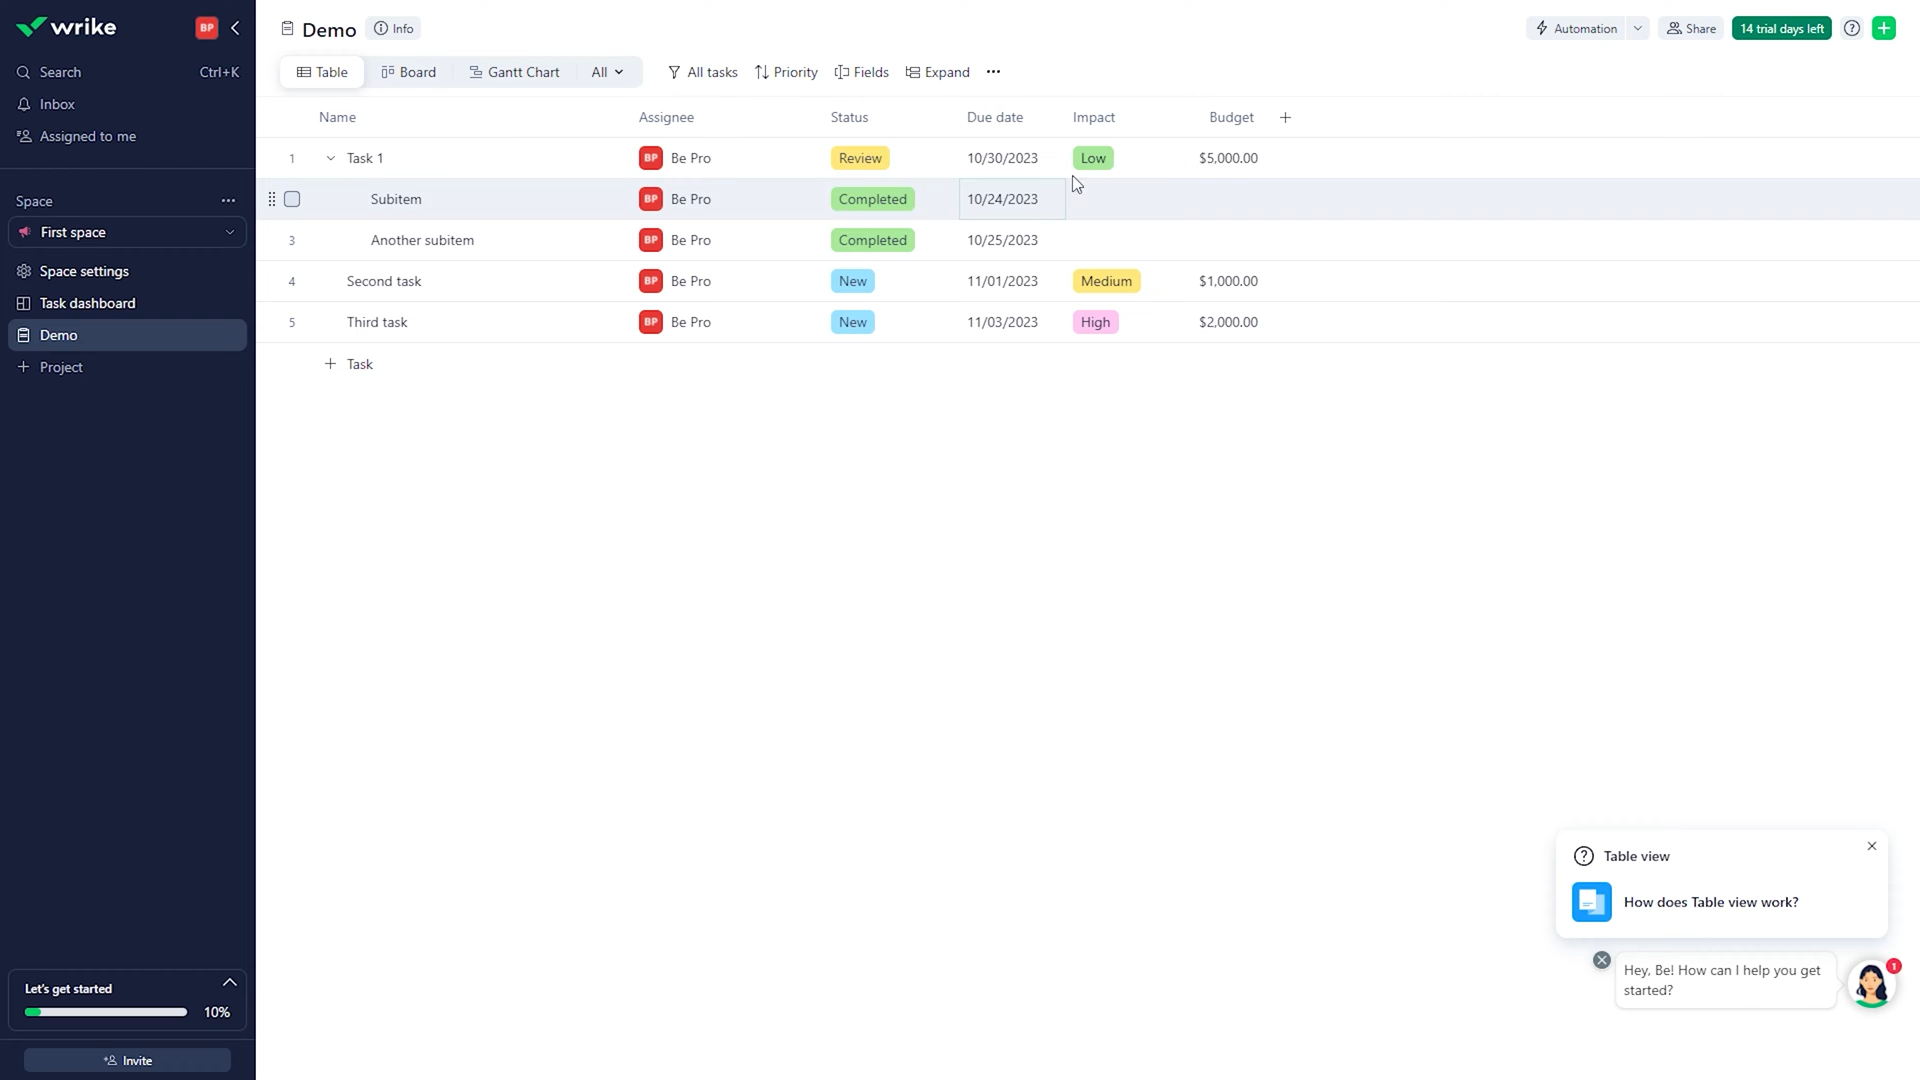 wrike
BP
Search Ctrl+K
Inbox
Assigned to me
Space
First space
Space settings
Task dashboard
Demo
Project
Let's get started
10%
Invite
Demo Info
Automation Share 14 trial days left
Table Board Gantt Chart All All tasks Priority Fields Expand
Name Assignee Status Due date Impact Budget
1 Task 1 BP Be Pro Review 10/30/2023 Low $5,000.00
Subitem BP Be Pro Completed 10/24/2023
3 Another subitem BP Be Pro Completed 10/25/2023
4 Second task BP Be Pro New 11/01/2023 Medium $1,000.00
5 Third task BP Be Pro New 11/03/2023 High $2,000.00
+ Task
Table view
How does Table view work?
Hey, Be! How can I help you get
started?
1